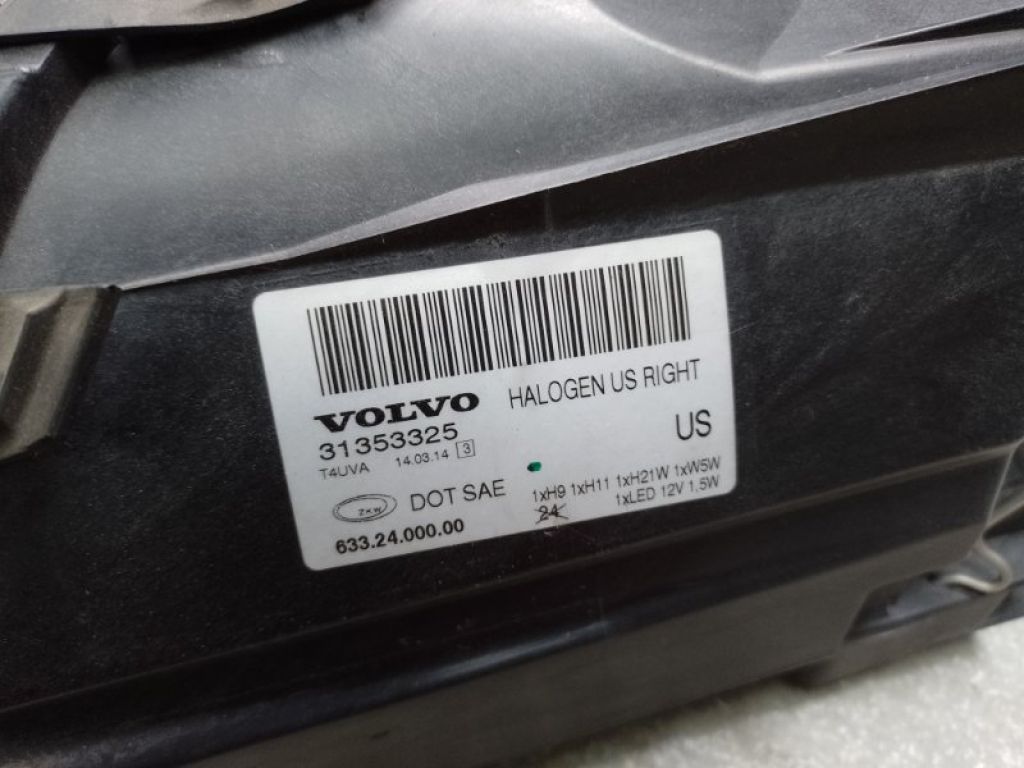 VOLVO HALOGEN US RIGHT
31353325 US
T4UVA 14.03.14 3
ZKW DOT SAE 1xH9 1xH11 1xH21W 1xW5W
1xLED 12V 1,5W
633.24.000.00 24